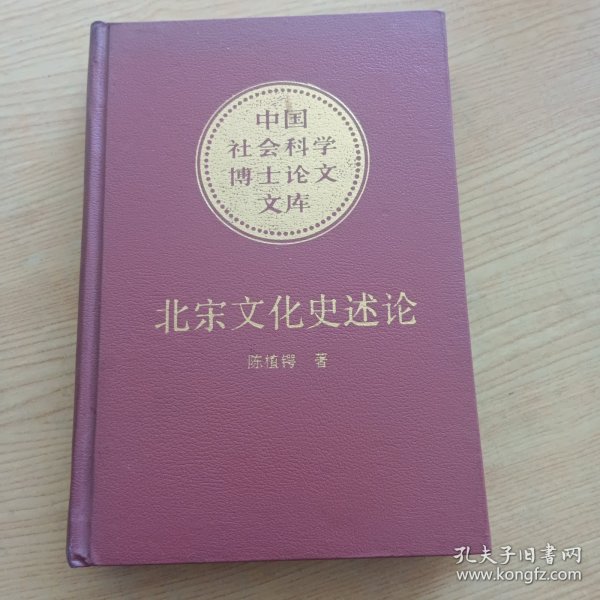 中国
社会科学
博士论文
文库
北宋文化史述论
陈植锷 著
孔夫子旧书网
www.kongfz.com